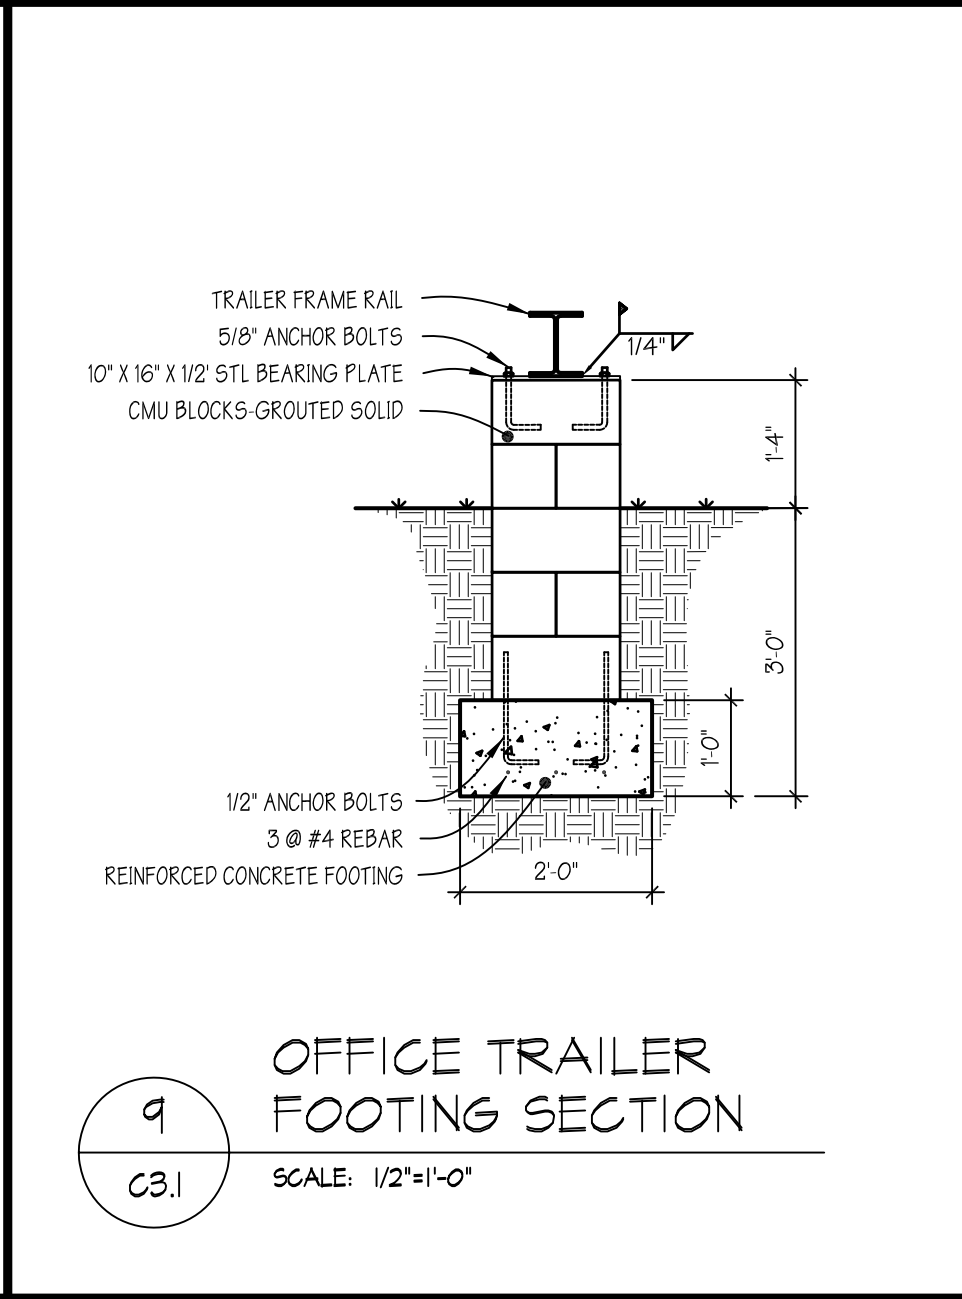 TRAILER FRAME RAIL
5/8" ANCHOR BOLTS
1/4"
10" X 16" X 1/2' STL BEARING PLATE
CMU BLOCKS-GROUTED SOLID
1'-4"
3'-0"
1'-0"
1/2" ANCHOR BOLTS
3 @ #4 REBAR
REINFORCED CONCRETE FOOTING
2'-0"
OFFICE TRAILER
FOOTING SECTION
9
C3.1
SCALE: 1/2"=1'-0"